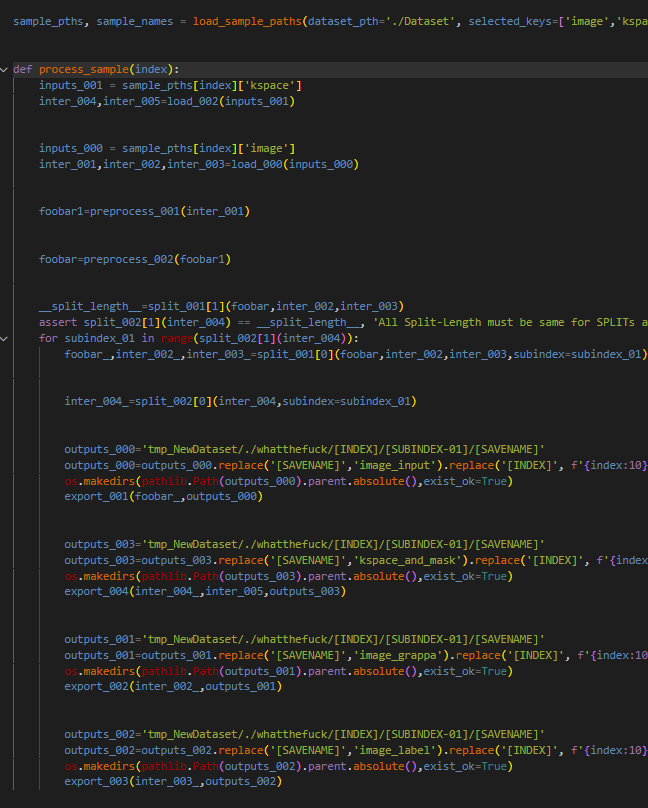 sample_pths, sample_names = load_sample_paths(dataset_pth='./Dataset', selected_keys=['image','kspa
def process_sample(index):
    inputs_001 = sample_pths[index]['kspace']
    inter_004,inter_005=load_002(inputs_001)
    inputs_000 = sample_pths[index]['image']
    inter_001,inter_002,inter_003=load_000(inputs_000)
    foobar1=preprocess_001(inter_001)
    foobar=preprocess_002(foobar1)
    __split_length__=split_001[1](foobar,inter_002,inter_003)
    assert split_002[1](inter_004) == __split_length__, 'All Split-Length must be same for SPLITs a
    for subindex_01 in range(split_002[1](inter_004)):
        foobar_,inter_002_,inter_003_=split_001[0](foobar,inter_002,inter_003,subindex=subindex_01)
        inter_004_=split_002[0](inter_004,subindex=subindex_01)
        outputs_000='tmp_NewDataset/./whatthefuck/[INDEX]/[SUBINDEX-01]/[SAVENAME]'
        outputs_000=outputs_000.replace('[SAVENAME]','image_input').replace('[INDEX]', f'{index:10}
        os.makedirs(pathlib.Path(outputs_000).parent.absolute(),exist_ok=True)
        export_001(foobar_,outputs_000)
        outputs_003='tmp_NewDataset/./whatthefuck/[INDEX]/[SUBINDEX-01]/[SAVENAME]'
        outputs_003=outputs_003.replace('[SAVENAME]','kspace_and_mask').replace('[INDEX]', f'{index
        os.makedirs(pathlib.Path(outputs_003).parent.absolute(),exist_ok=True)
        export_004(inter_004_,inter_005,outputs_003)
        outputs_001='tmp_NewDataset/./whatthefuck/[INDEX]/[SUBINDEX-01]/[SAVENAME]'
        outputs_001=outputs_001.replace('[SAVENAME]','image_grappa').replace('[INDEX]', f'{index:10
        os.makedirs(pathlib.Path(outputs_001).parent.absolute(),exist_ok=True)
        export_002(inter_002_,outputs_001)
        outputs_002='tmp_NewDataset/./whatthefuck/[INDEX]/[SUBINDEX-01]/[SAVENAME]'
        outputs_002=outputs_002.replace('[SAVENAME]','image_label').replace('[INDEX]', f'{index:10}
        os.makedirs(pathlib.Path(outputs_002).parent.absolute(),exist_ok=True)
        export_003(inter_003_,outputs_002)